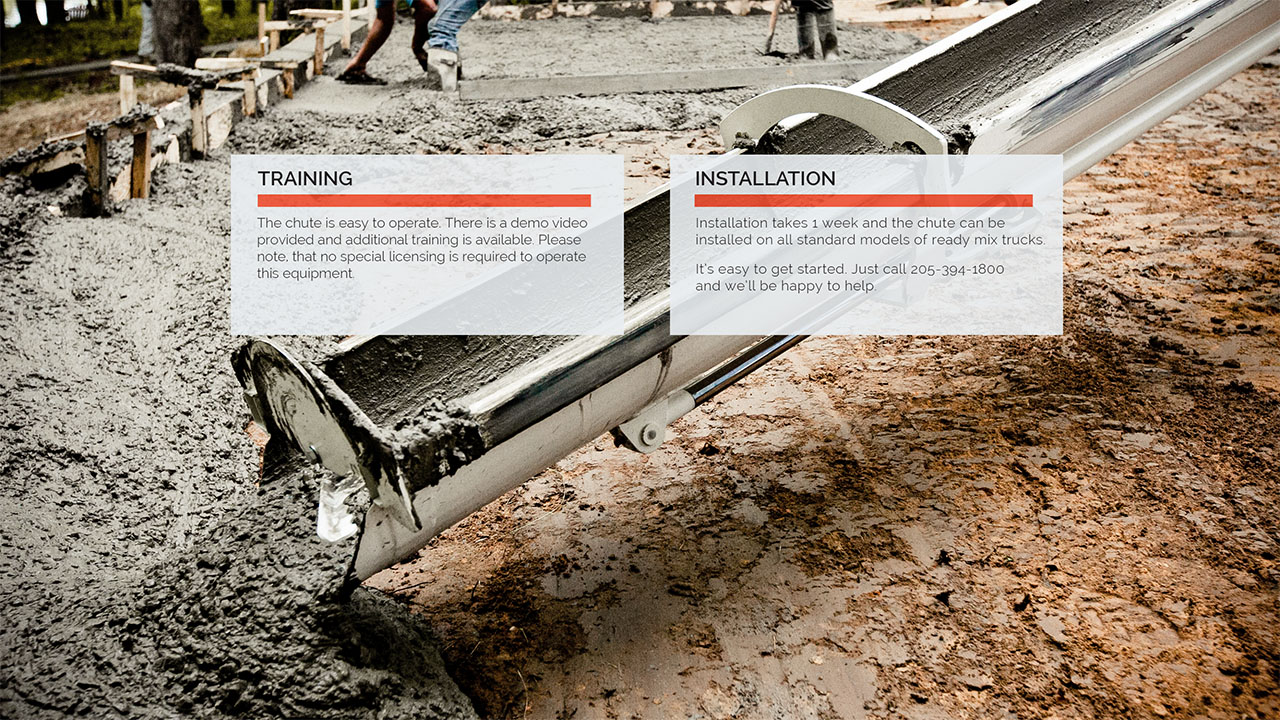 TRAINING
The chute is easy to operate. There is a demo video
provided and additional training is available. Please
note, that no special licensing is required to operate
this equipment.
INSTALLATION
Installation takes 1 week and the chute can be
installed on all standard models of ready mix trucks.
It's easy to get started. Just call 205-394-1800
and we'll be happy to help.